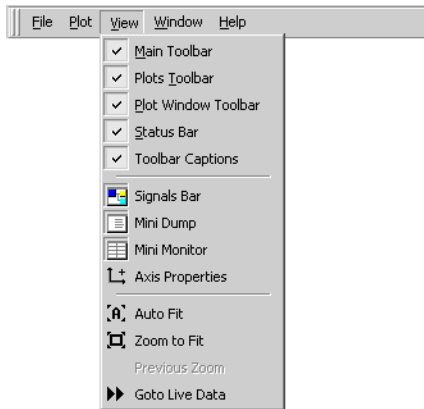 File Plot View Window Help
Main Toolbar
Plots Toolbar
Plot Window Toolbar
Status Bar
Toolbar Captions
Signals Bar
Mini Dump
Mini Monitor
Axis Properties
Auto Fit
Zoom to Fit
Previous Zoom
Goto Live Data